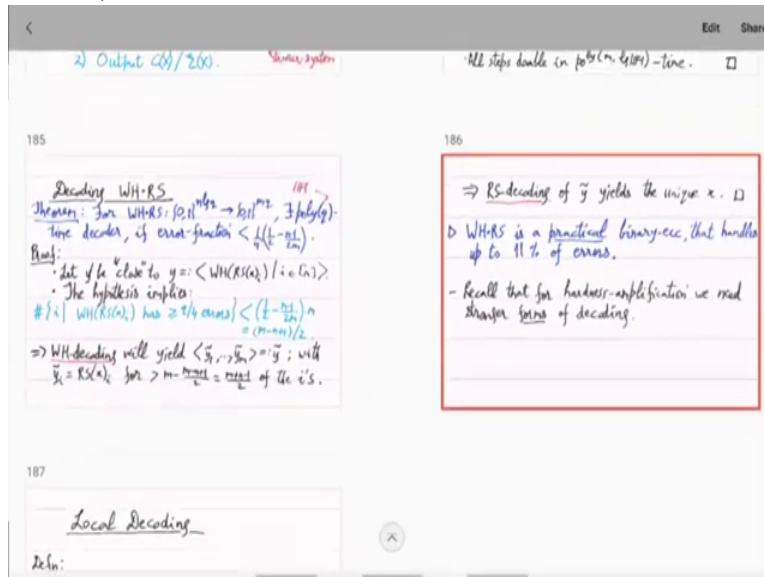 Edit Share
2) Output C(x)/E(x).
All steps doable in poly(m, lg|F|)-time. □
185
Decoding WH∘RS
|F|
Theorem: For WH∘RS: {0,1}^{n lg q} → {0,1}^{mq}, ∃ poly(q)-
time decoder, if error-fraction < 1/4(1/2 - (n-1)/2m).
Proof:
• Let y be "close" to y =: <WH(RS(x)_i) | i ∈ [m]>.
• The hypothesis implies:
#{i | WH(RS(x)_i) has ≥ q/4 errors} < (1/2 - (n-1)/2m)·m
= (m-n+1)/2.
=> WH-decoding will yield <ỹ_1,..,ỹ_m> =: ỹ; with
ỹ_i = RS(x)_i for > m - (m-n+1)/2 = (m+n-1)/2 of the i's.
186
=> RS-decoding of ỹ yields the unique x. □
▷ WH∘RS is a practical binary-ecc, that handles
up to 11% of errors.
- Recall that for hardness-amplification we need
stronger forms of decoding.
187
Local Decoding
Defn: